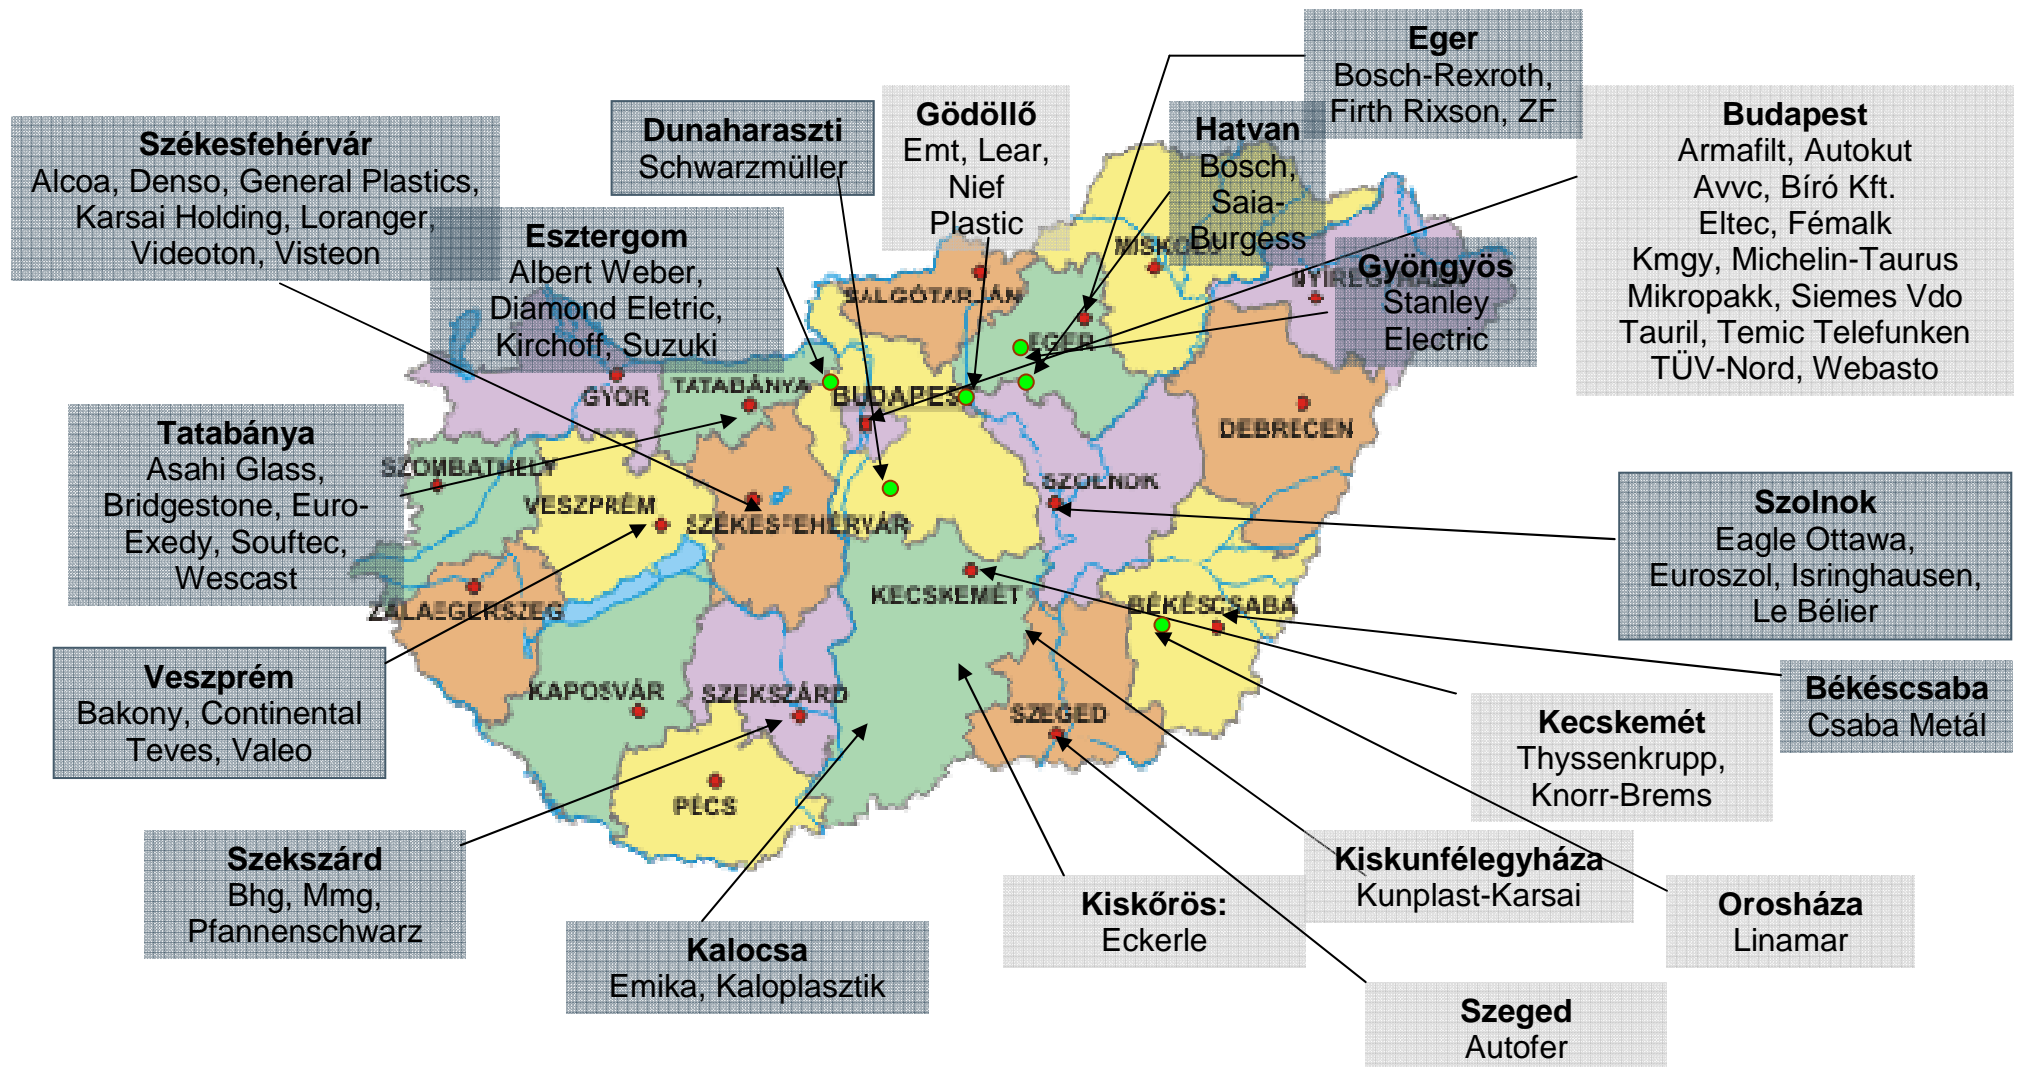 Eger
Bosch-Rexroth,
Firth Rixson, ZF
Székesfehérvár
Alcoa, Denso, General Plastics,
Karsai Holding, Loranger,
Videoton, Visteon
Dunaharaszti
Schwarzmüller
Gödöllő
Emt, Lear,
Nief
Plastic
Hatvan
Bosch,
Saia-
Burgess
Budapest
Armafilt, Autokut
Avvc, Bíró Kft.
Eltec, Fémalk
Kmgy, Michelin-Taurus
Mikropakk, Siemes Vdo
Tauril, Temic Telefunken
TÜV-Nord, Webasto
Esztergom
Albert Weber,
Diamond Eletric,
Kirchoff, Suzuki
Gyöngyös
Stanley
Electric
MISKOLC
NYÍREGYHÁZA
SALGÓTARJÁN
EGER
GYŐR
TATABÁNYA
BUDAPEST
DEBRECEN
Tatabánya
Asahi Glass,
Bridgestone, Euro-
Exedy, Souftec,
Wescast
SZOMBATHELY
VESZPRÉM
SZÉKESFEHÉRVÁR
SZOLNOK
Szolnok
Eagle Ottawa,
Euroszol, Isringhausen,
Le Bélier
ZALAEGERSZEG
KECSKEMÉT
BÉKÉSCSABA
Veszprém
Bakony, Continental
Teves, Valeo
KAPOSVÁR
SZEKSZÁRD
SZEGED
Békéscsaba
Csaba Metál
Kecskemét
Thyssenkrupp,
Knorr-Brems
PÉCS
Szekszárd
Bhg, Mmg,
Pfannenschwarz
Kalocsa
Emika, Kaloplasztik
Kiskőrös:
Eckerle
Kiskunfélegyháza
Kunplast-Karsai
Orosháza
Linamar
Szeged
Autofer